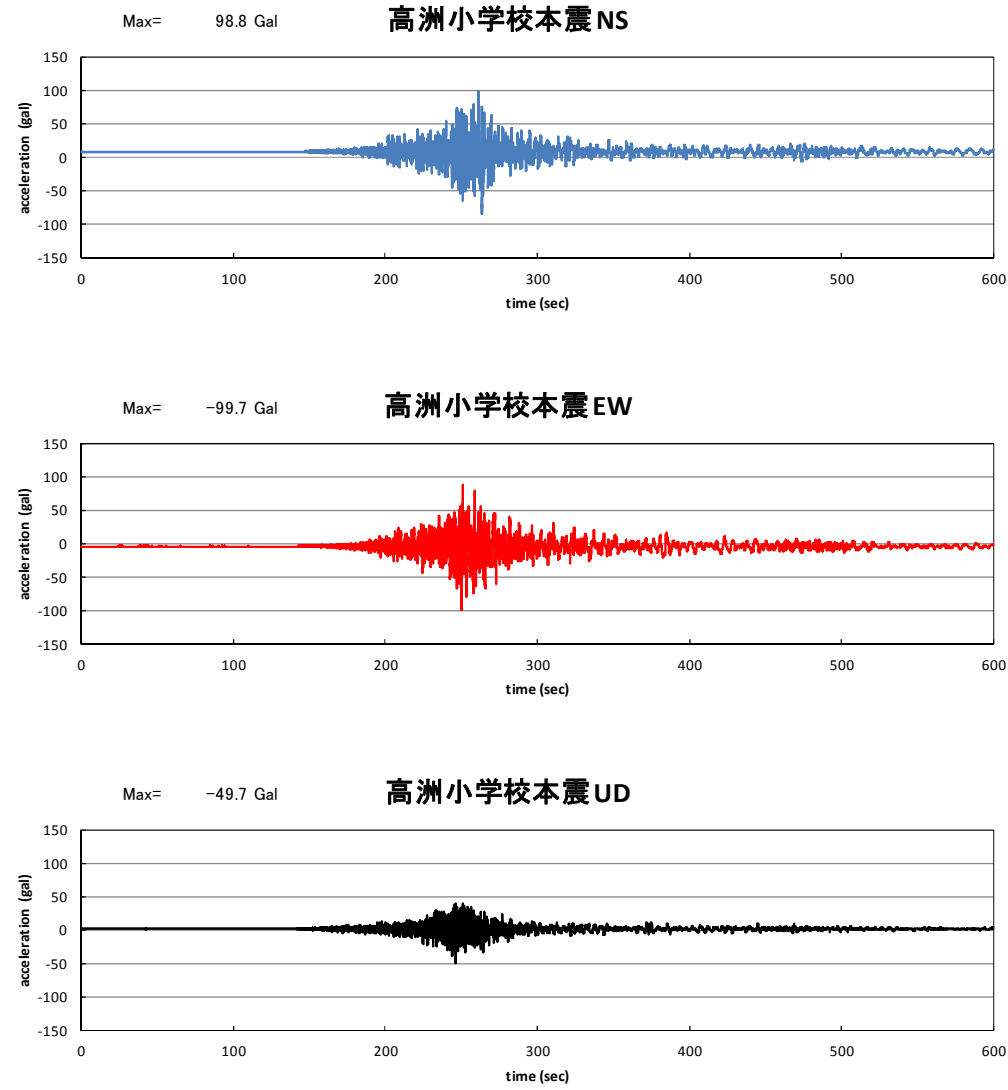 Max= 98.8 Gal 高洲小学校本震NS
150
100
50
0
-50
-100
-150
acceleration (gal)
0 100 200 300 400 500 600
time (sec)
Max= -99.7 Gal 高洲小学校本震EW
150
100
50
0
-50
-100
-150
acceleration (gal)
0 100 200 300 400 500 600
time (sec)
Max= -49.7 Gal 高洲小学校本震UD
150
100
50
0
-50
-100
-150
acceleration (gal)
0 100 200 300 400 500 600
time (sec)